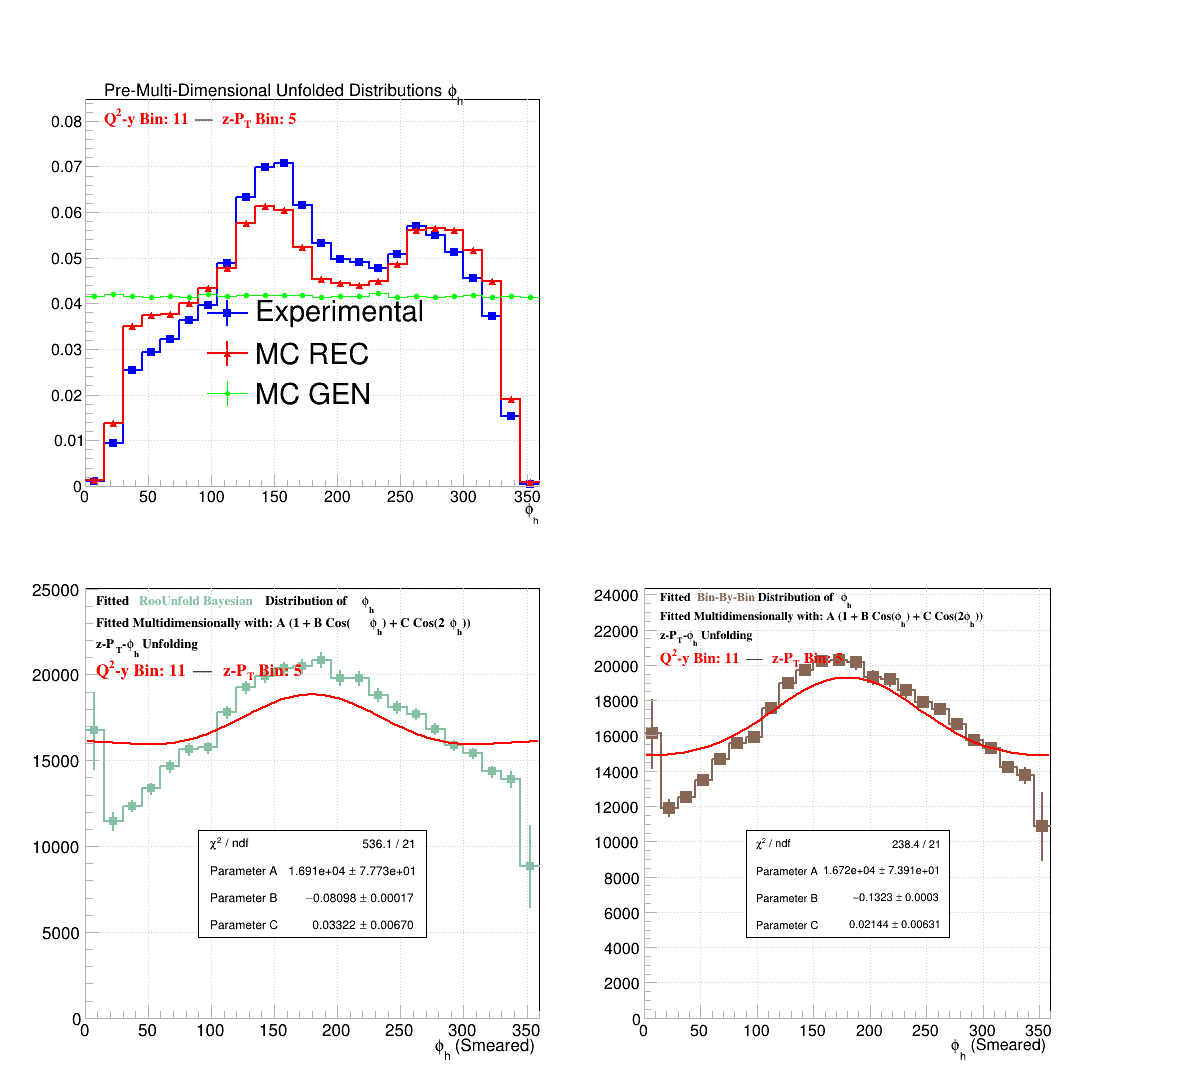 Pre-Multi-Dimensional Unfolded Distributions ϕh
Q2-y Bin: 11 — z-PT Bin: 5
0.08
0.07
0.06
0.05
0.04
0.03
0.02
0.01
0
Experimental
MC REC
MC GEN
0 50 100 150 200 250 300 350
ϕh
25000
20000
15000
10000
5000
0
Fitted RooUnfold Bayesian Distribution of ϕh
Fitted Multidimensionally with: A (1 + B Cos( ϕh) + C Cos(2 ϕh))
z-PT-ϕh Unfolding
Q2-y Bin: 11 — z-PT Bin: 5
χ2 / ndf 536.1 / 21
Parameter A 1.691e+04 ± 7.773e+01
Parameter B −0.08098 ± 0.00017
Parameter C 0.03322 ± 0.00670
0 50 100 150 200 250 300 350
ϕh (Smeared)
24000
22000
20000
18000
16000
14000
12000
10000
8000
6000
4000
2000
0
Fitted Bin-By-Bin Distribution of ϕh
Fitted Multidimensionally with: A (1 + B Cos(ϕh) + C Cos(2ϕh))
z-PT-ϕh Unfolding
Q2-y Bin: 11 — z-PT Bin: 5
χ2 / ndf 238.4 / 21
Parameter A 1.672e+04 ± 7.391e+01
Parameter B −0.1323 ± 0.0003
Parameter C 0.02144 ± 0.00631
0 50 100 150 200 250 300 350
ϕh (Smeared)